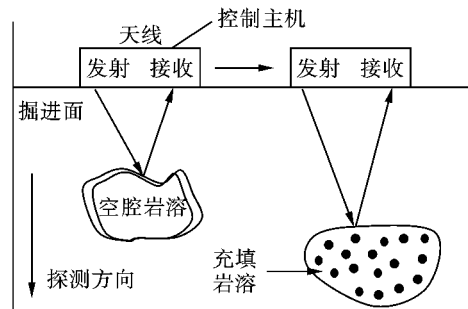 控制主机
天线
发射 接收
发射 接收
掘进面
空腔岩溶
充填
岩溶
探测方向